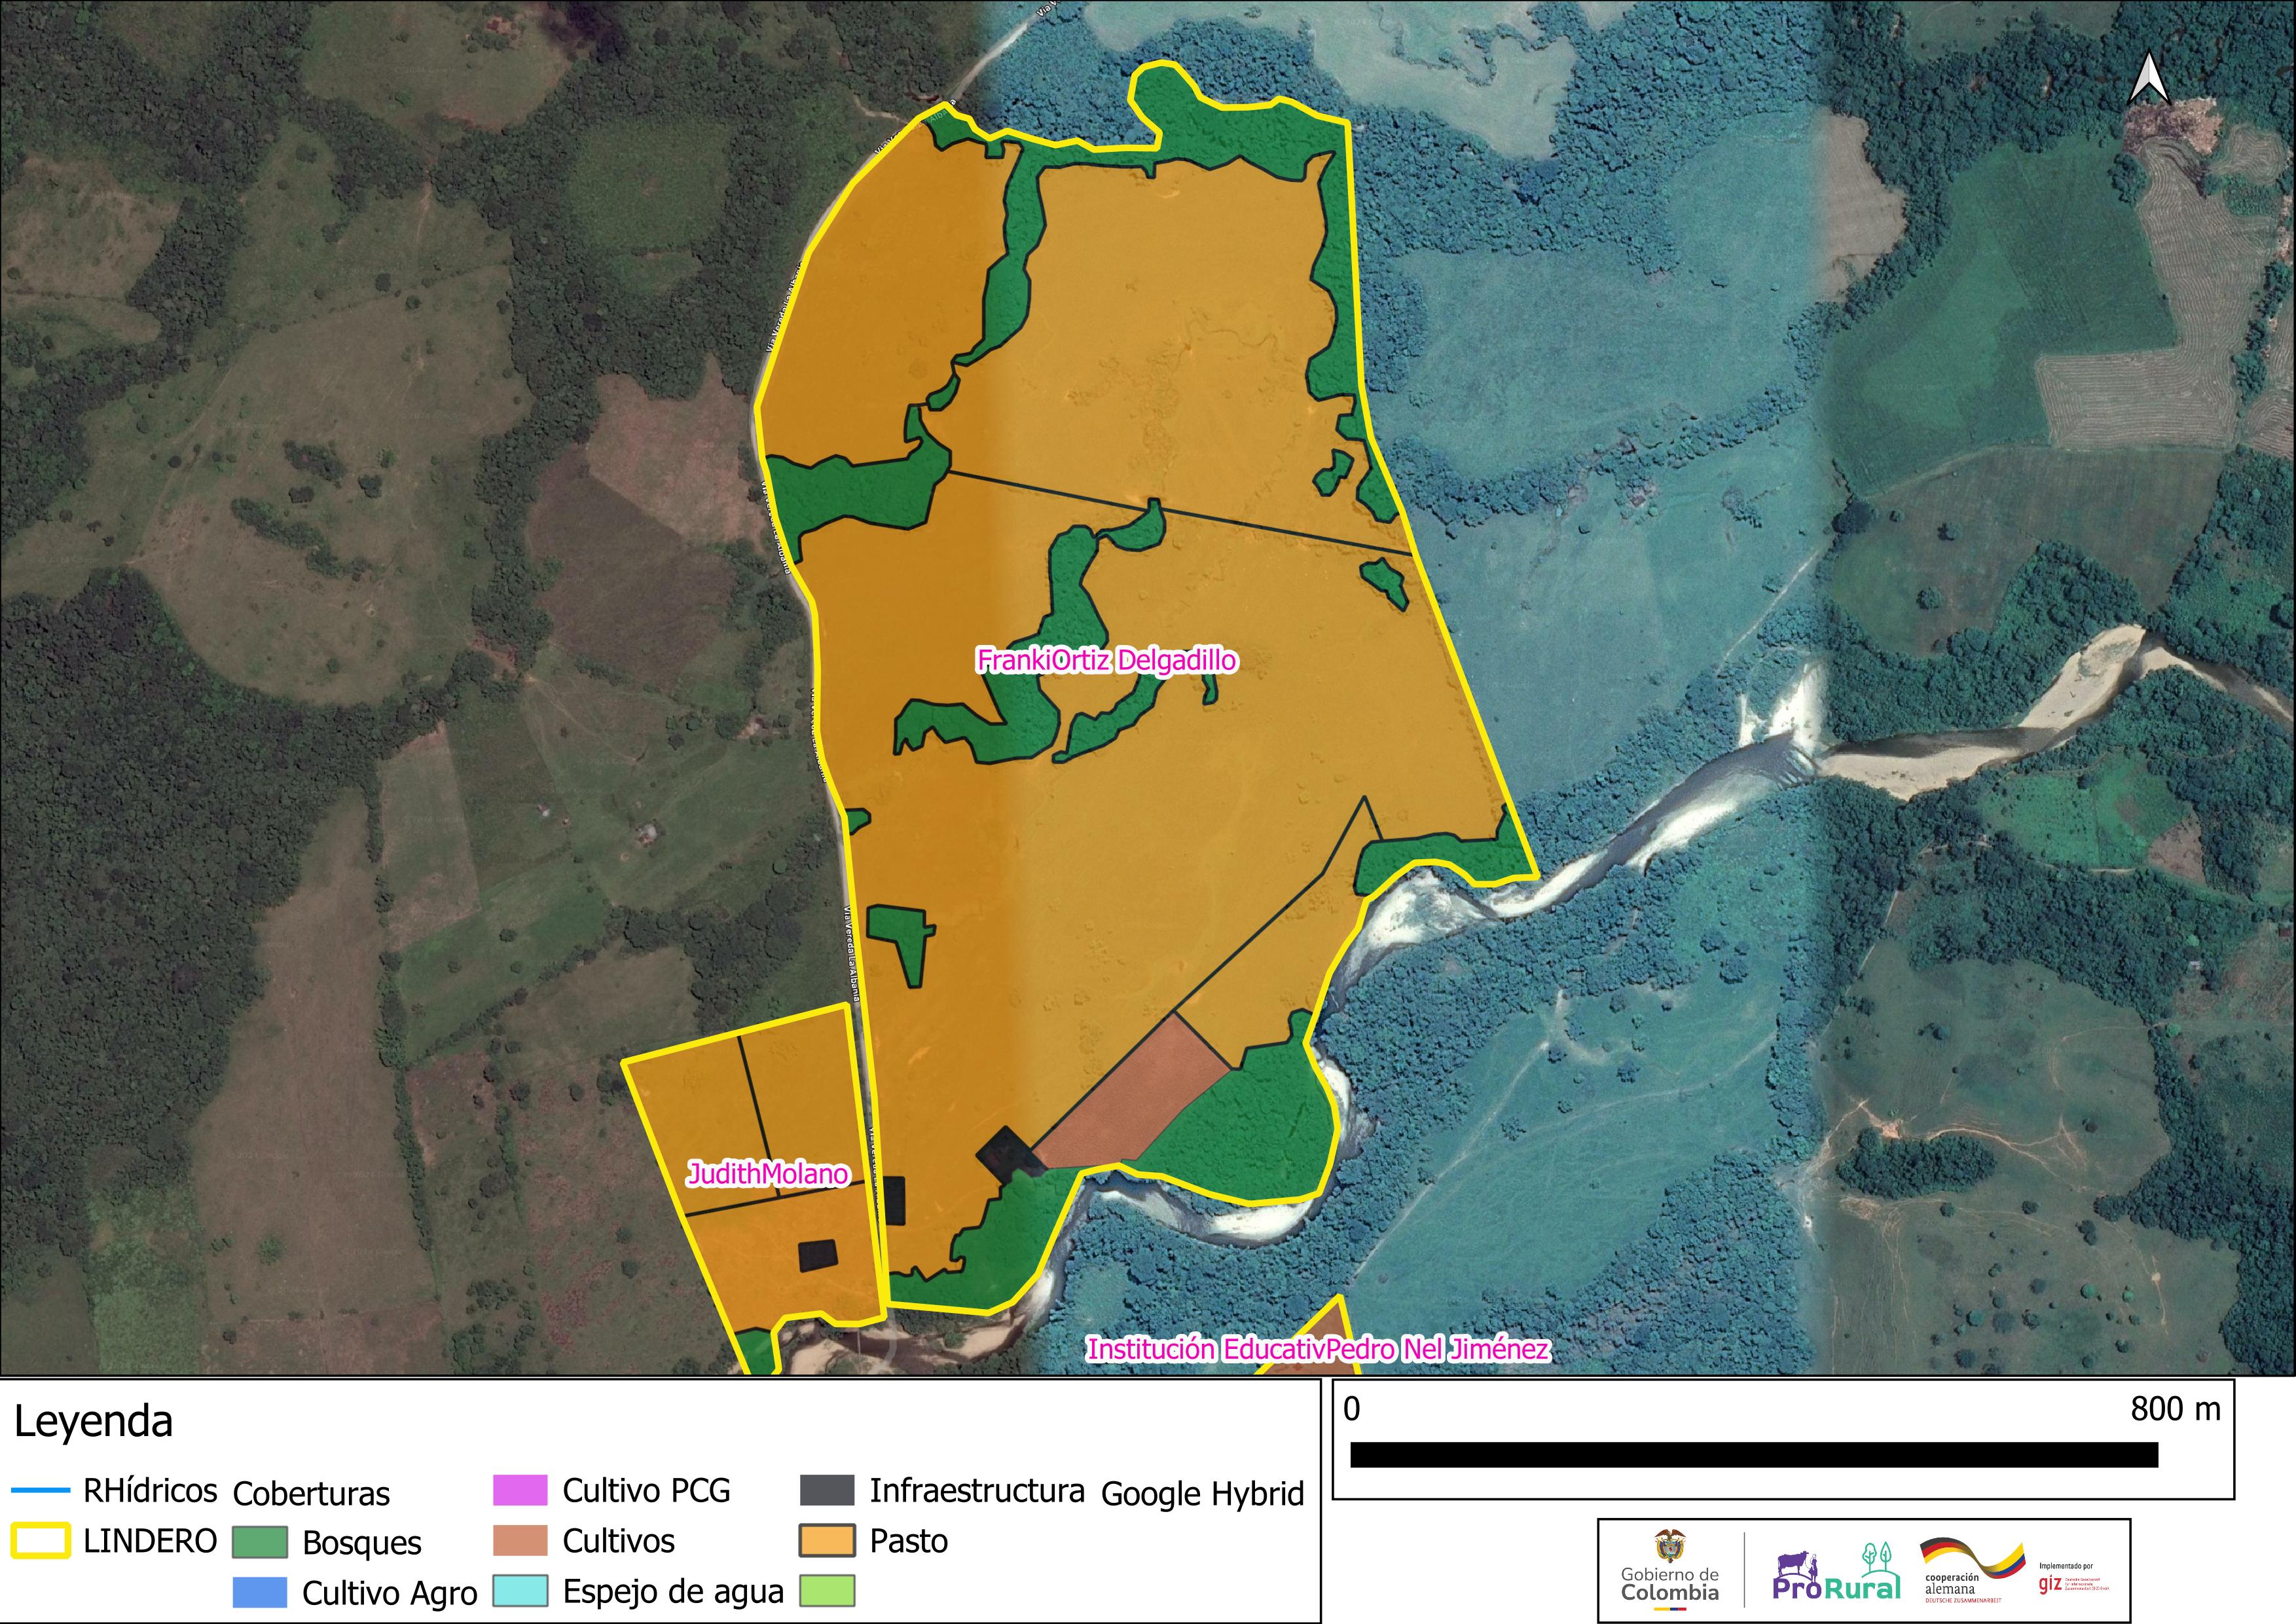 Vía Vereda La Albania
FrankiOrtiz Delgadillo
JudithMolano
Institución EducativPedro Nel Jiménez
Leyenda
RHídricos
LINDERO
Coberturas
Bosques
Cultivo Agro
Cultivo PCG
Cultivos
Espejo de agua
Infraestructura
Pasto
Google Hybrid
0 800 m
Gobierno de
Colombia
ProRural
cooperación
alemana
DEUTSCHE ZUSAMMENARBEIT
Implementado por
giz